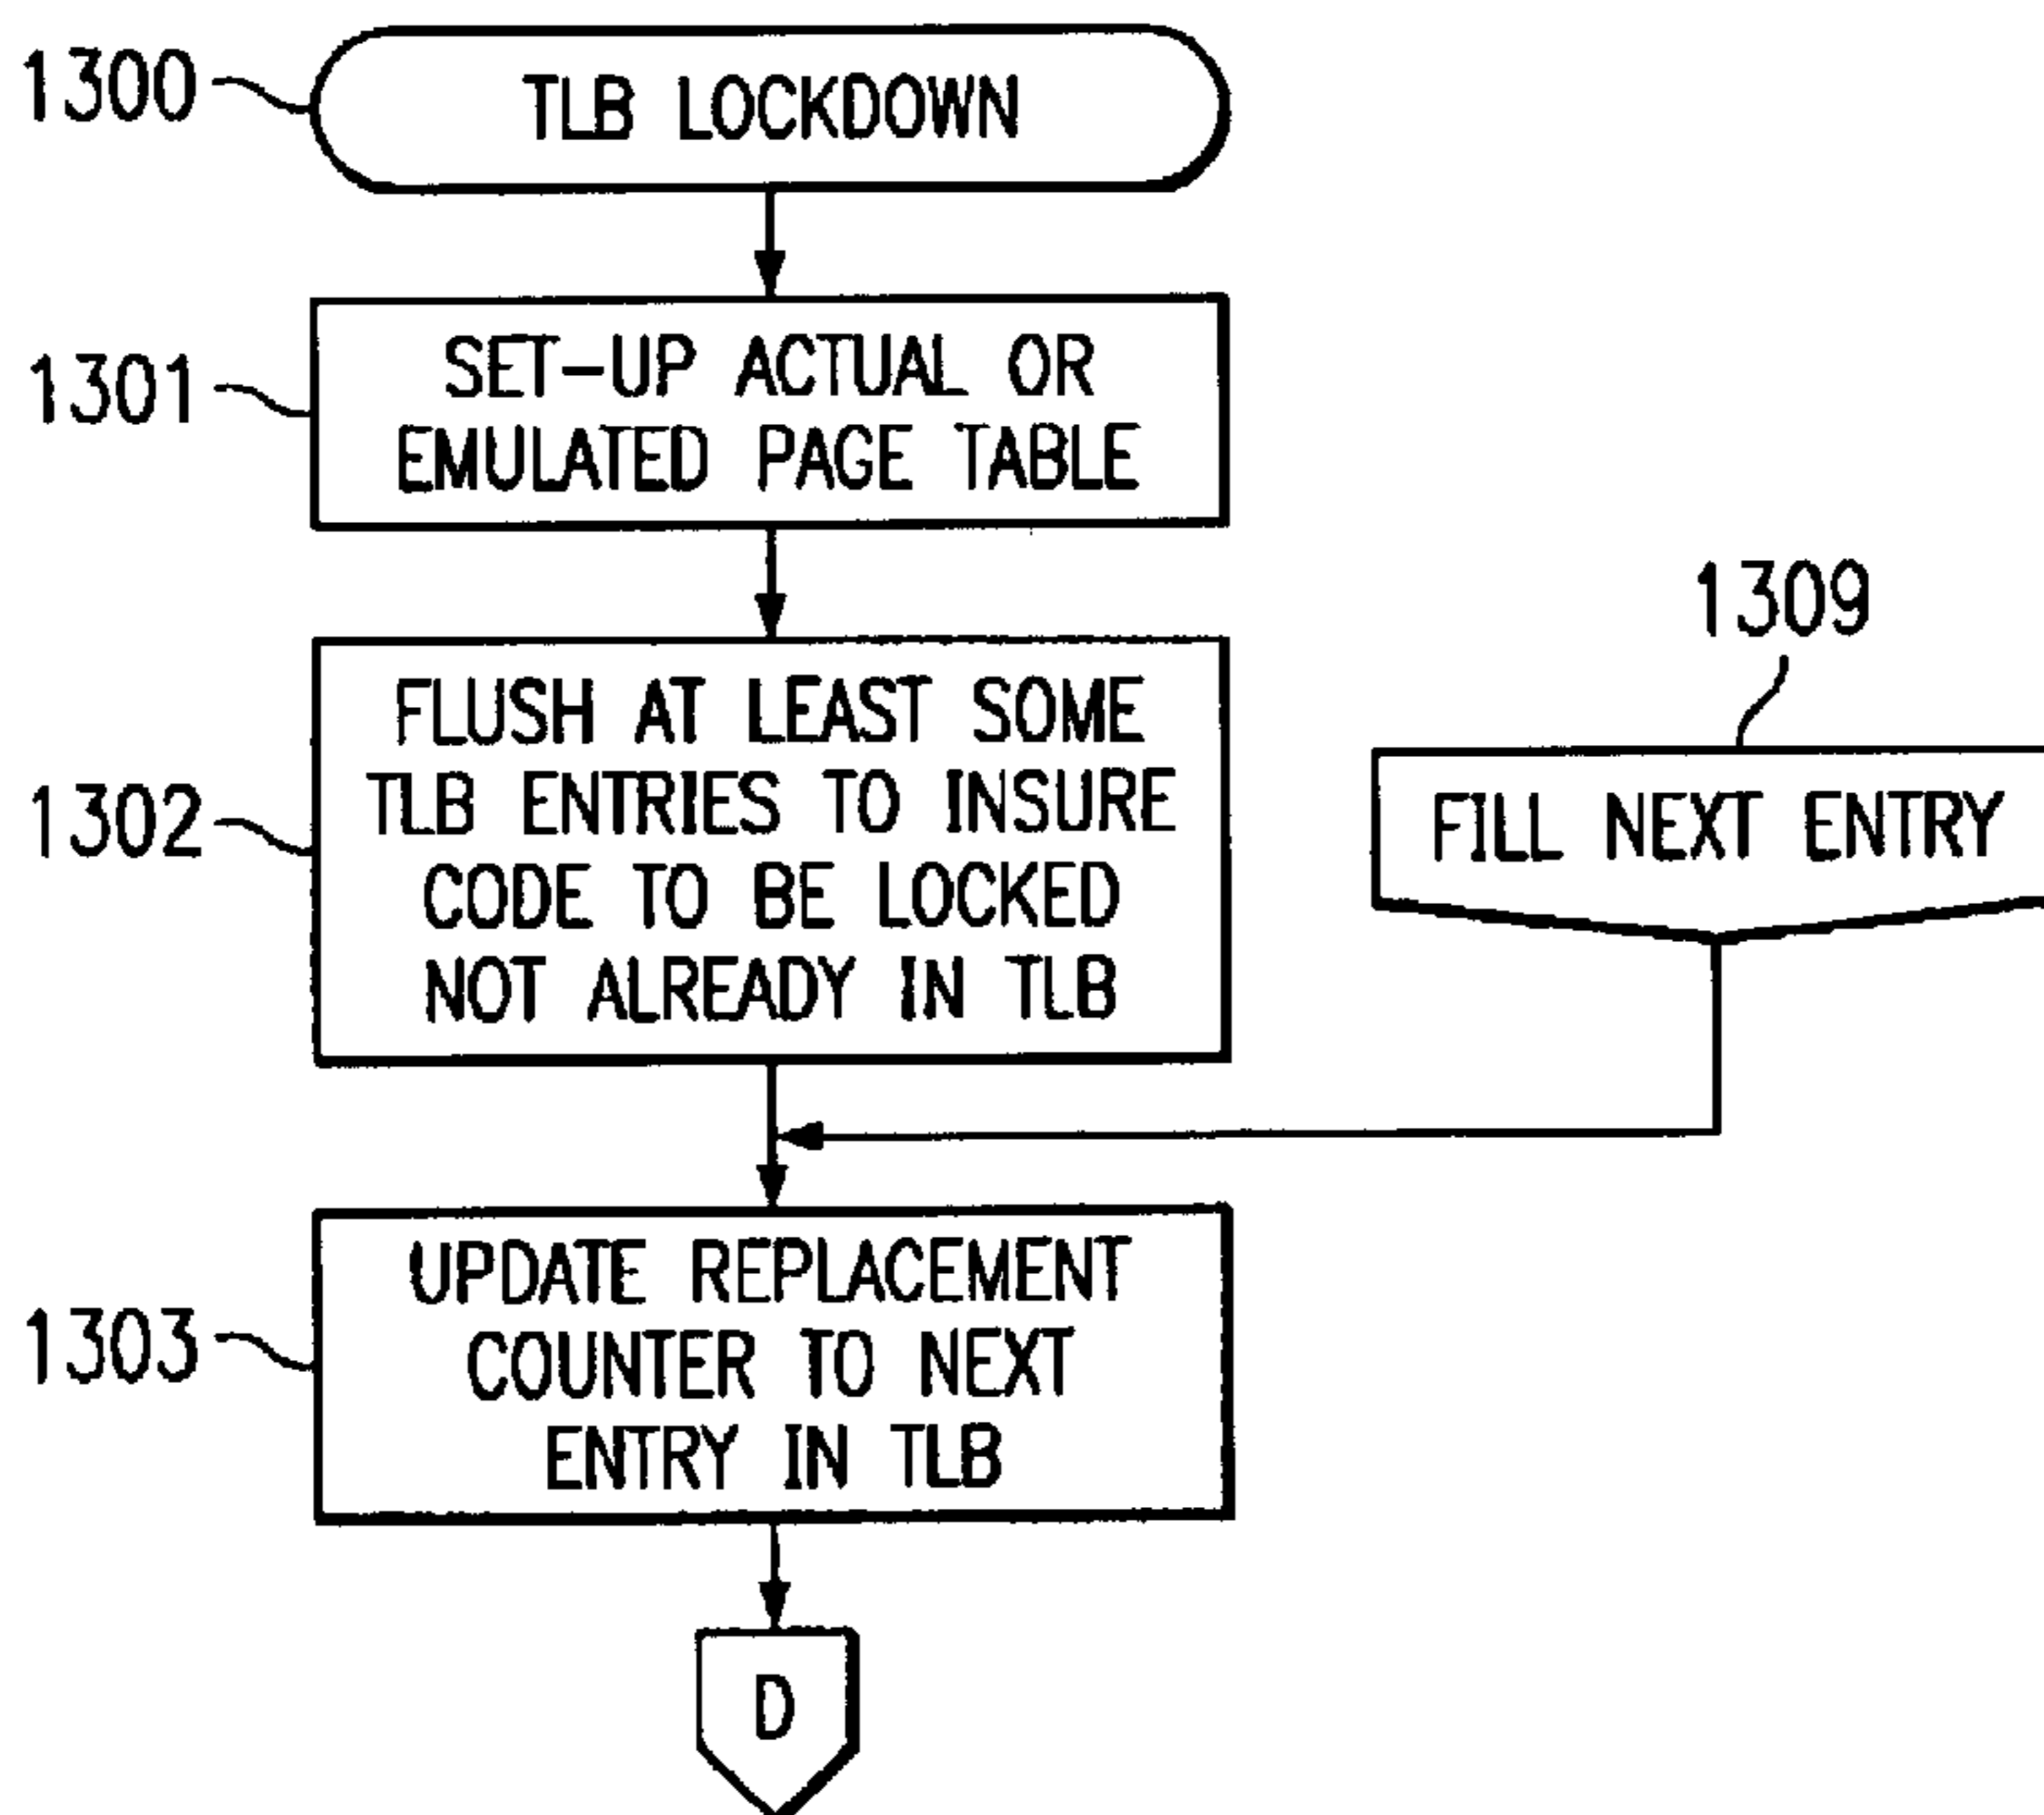 1300
TLB LOCKDOWN
1301
SET-UP ACTUAL OR
EMULATED PAGE TABLE
1302
FLUSH AT LEAST SOME
TLB ENTRIES TO INSURE
CODE TO BE LOCKED
NOT ALREADY IN TLB
1309
FILL NEXT ENTRY
1303
UPDATE REPLACEMENT
COUNTER TO NEXT
ENTRY IN TLB
D